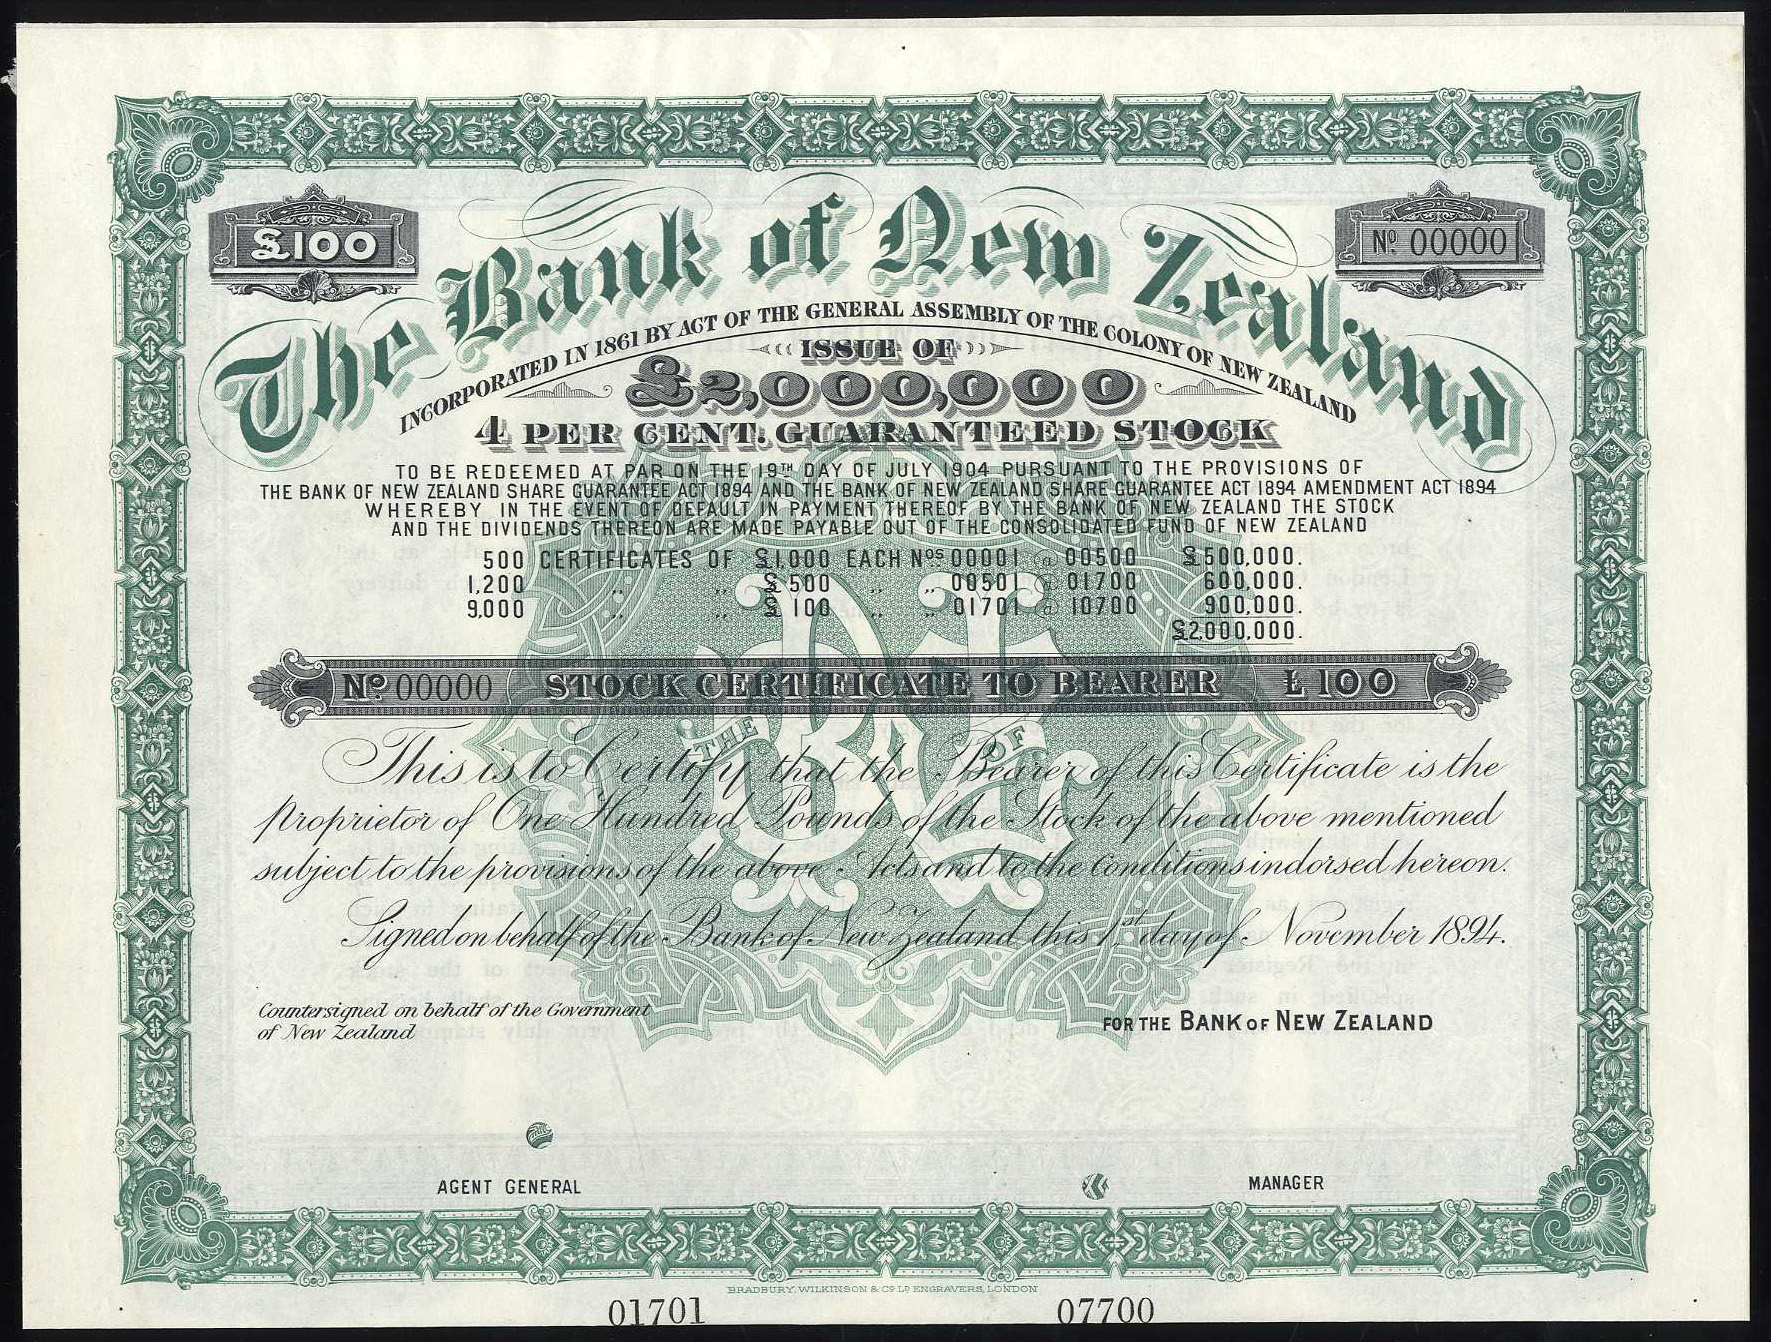 £100
Nº 00000
The Bank of New Zealand
INCORPORATED IN 1861 BY ACT OF THE GENERAL ASSEMBLY OF THE COLONY OF NEW ZEALAND
ISSUE OF
£2,000,000
4 PER CENT. GUARANTEED STOCK
TO BE REDEEMED AT PAR ON THE 19TH DAY OF JULY 1904 PURSUANT TO THE PROVISIONS OF
THE BANK OF NEW ZEALAND SHARE GUARANTEE ACT 1894 AND THE BANK OF NEW ZEALAND SHARE GUARANTEE ACT 1894 AMENDMENT ACT 1894
WHEREBY IN THE EVENT OF DEFAULT IN PAYMENT THEREOF BY THE BANK OF NEW ZEALAND THE STOCK
AND THE DIVIDENDS THEREON ARE MADE PAYABLE OUT OF THE CONSOLIDATED FUND OF NEW ZEALAND
500 CERTIFICATES OF £1,000 EACH Nos 00001 @ 00500 £500,000.
1,200 ,, ,, £ 500 ,, ,, 00501 @ 01700 600,000.
9,000 ,, ,, £ 100 ,, ,, 01701 @ 10700 900,000.
£2,000,000.
Nº 00000 STOCK CERTIFICATE TO BEARER £100
THE OF
This is to Certify that the Bearer of this Certificate is the
proprietor of One Hundred Pounds of the Stock of the above mentioned
subject to the provisions of the above Acts and to the Conditions indorsed hereon.
Signed on behalf of the Bank of New Zealand this 1st day of November 1894.
Countersigned on behalf of the Government
of New Zealand
FOR THE BANK OF NEW ZEALAND
AGENT GENERAL
MANAGER
BRADBURY, WILKINSON & Co Ld ENGRAVERS, LONDON
01701 07700